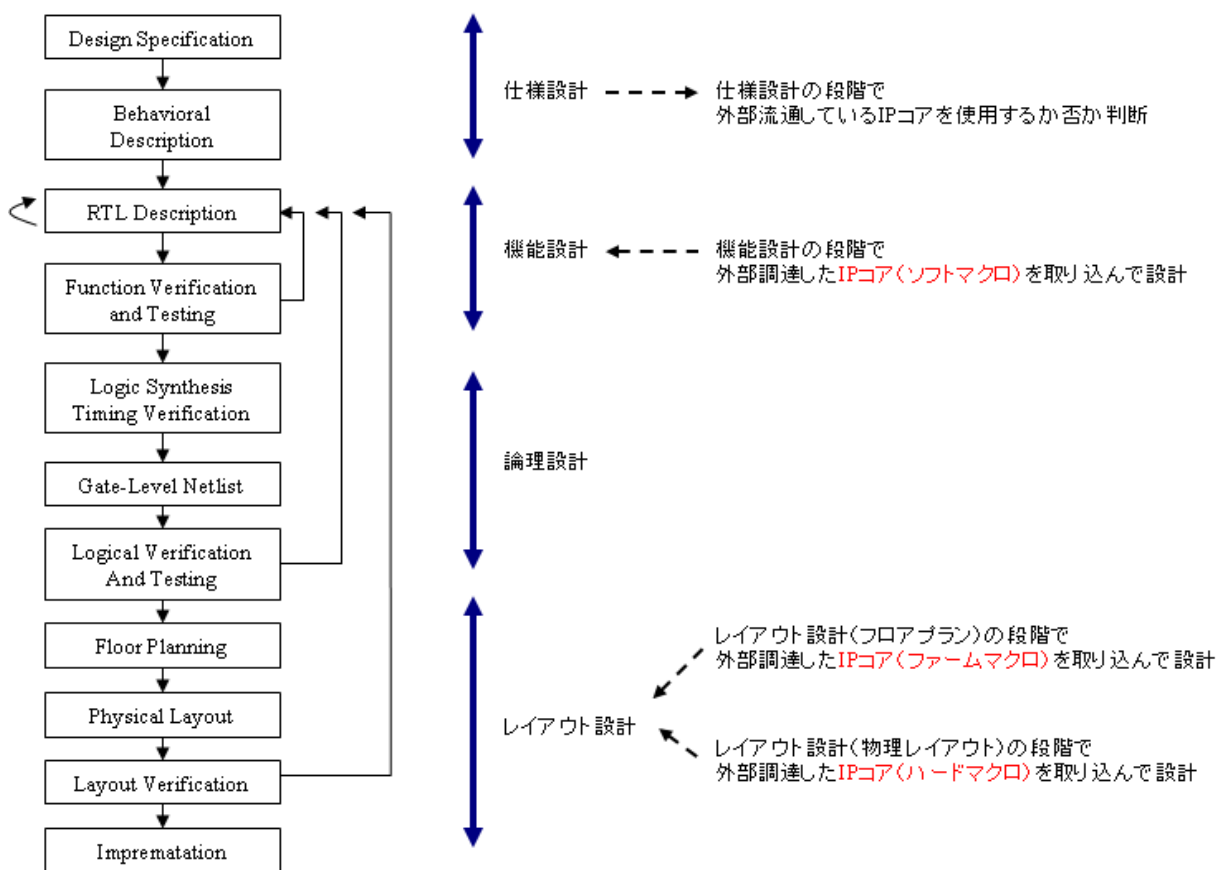 Design Specification
Behavioral
Description
RTL Description
Function Verification
and Testing
Logic Synthesis
Timing Verification
Gate-Level Netlist
Logical Verification
And Testing
Floor Planning
Physical Layout
Layout Verification
Imprematation
仕様設計
仕様設計の段階で
外部流通しているIPコアを使用するか否か判断
機能設計
機能設計の段階で
外部調達したIPコア(ソフトマクロ)を取り込んで設計
論理設計
レイアウト設計
レイアウト設計(フロアプラン)の段階で
外部調達したIPコア(ファームマクロ)を取り込んで設計
レイアウト設計(物理レイアウト)の段階で
外部調達したIPコア(ハードマクロ)を取り込んで設計